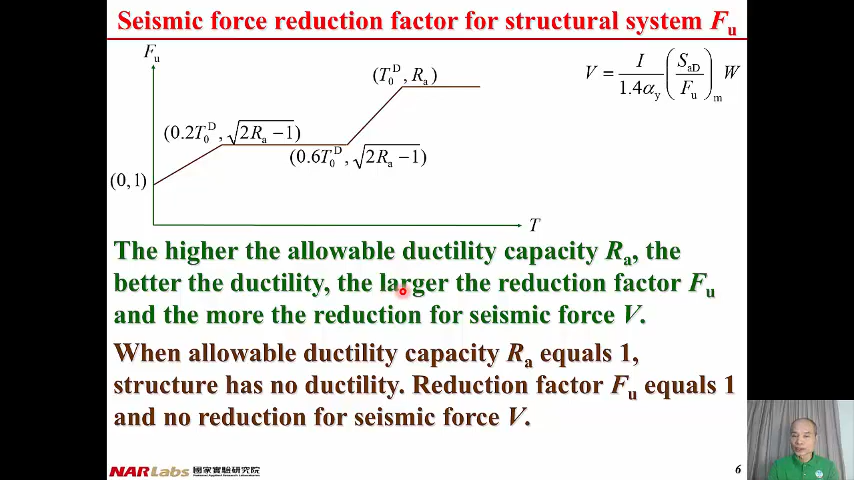 Seismic force reduction factor for structural system Fu
Fu
(T0D, Ra)
V = I/1.4αy (SaD/Fu)m W
(0.2T0D, √2Ra −1)
(0.6T0D, √2Ra −1)
(0,1)
T
The higher the allowable ductility capacity Ra, the
better the ductility, the larger the reduction factor Fu
and the more the reduction for seismic force V.
When allowable ductility capacity Ra equals 1,
structure has no ductility. Reduction factor Fu equals 1
and no reduction for seismic force V.
NARLabs 國家實驗研究院
6